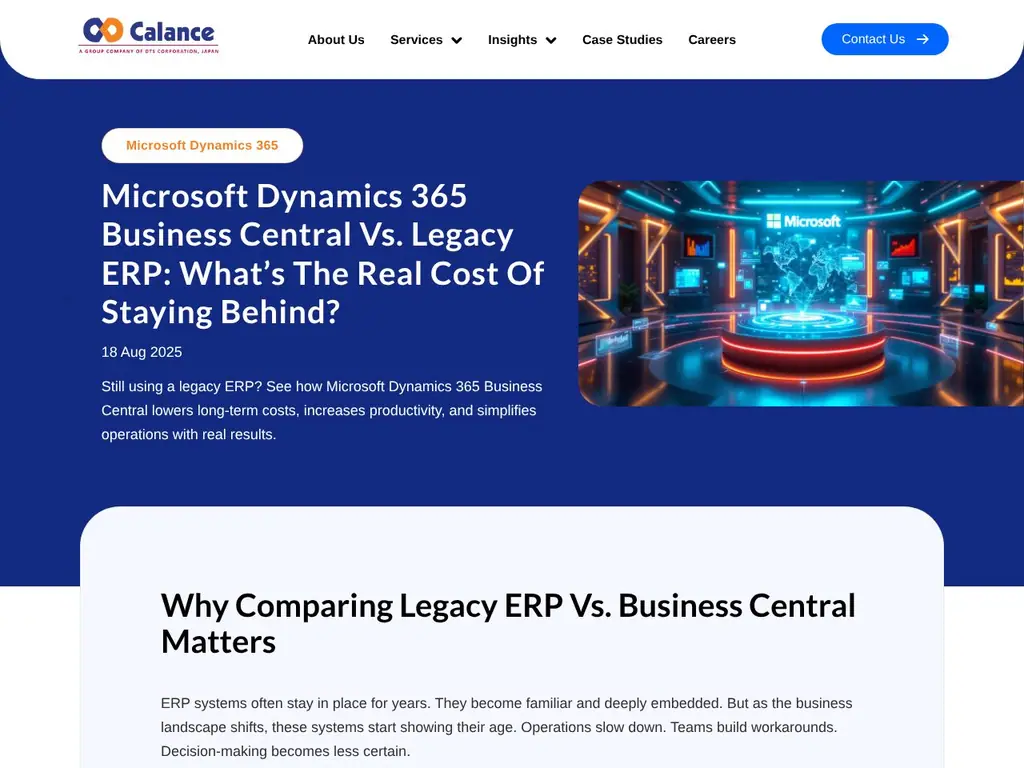 Calance
A GROUP COMPANY OF DTS CORPORATION, JAPAN
About Us
Services
Insights
Case Studies
Careers
Contact Us
Microsoft Dynamics 365
Microsoft Dynamics 365
Business Central Vs. Legacy
ERP: What’s The Real Cost Of
Staying Behind?
18 Aug 2025
Still using a legacy ERP? See how Microsoft Dynamics 365 Business
Central lowers long-term costs, increases productivity, and simplifies
operations with real results.
Microsoft
Why Comparing Legacy ERP Vs. Business Central
Matters
ERP systems often stay in place for years. They become familiar and deeply embedded. But as the business
landscape shifts, these systems start showing their age. Operations slow down. Teams build workarounds.
Decision-making becomes less certain.